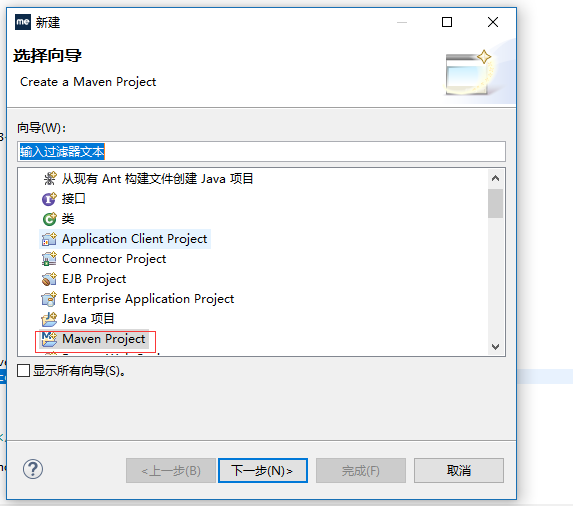 me 新建
选择向导
Create a Maven Project
向导(W):
输入过滤器文本
从现有 Ant 构建文件创建 Java 项目
接口
类
Application Client Project
Connector Project
EJB Project
Enterprise Application Project
Java 项目
Maven Project
显示所有向导(S)。
<上一步(B)
下一步(N)>
完成(F)
取消